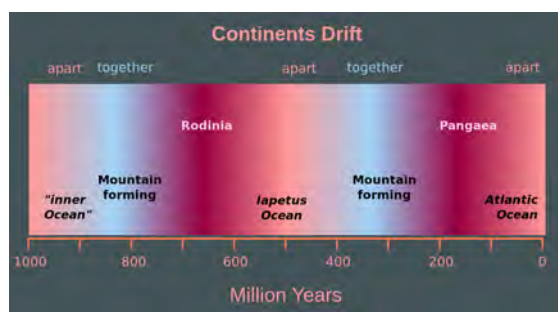 Continents Drift
apart together apart together apart
Rodinia Pangaea
Mountain Mountain
forming forming
"inner Iapetus Atlantic
Ocean" Ocean Ocean
1000 800 600 400 200 0
Million Years